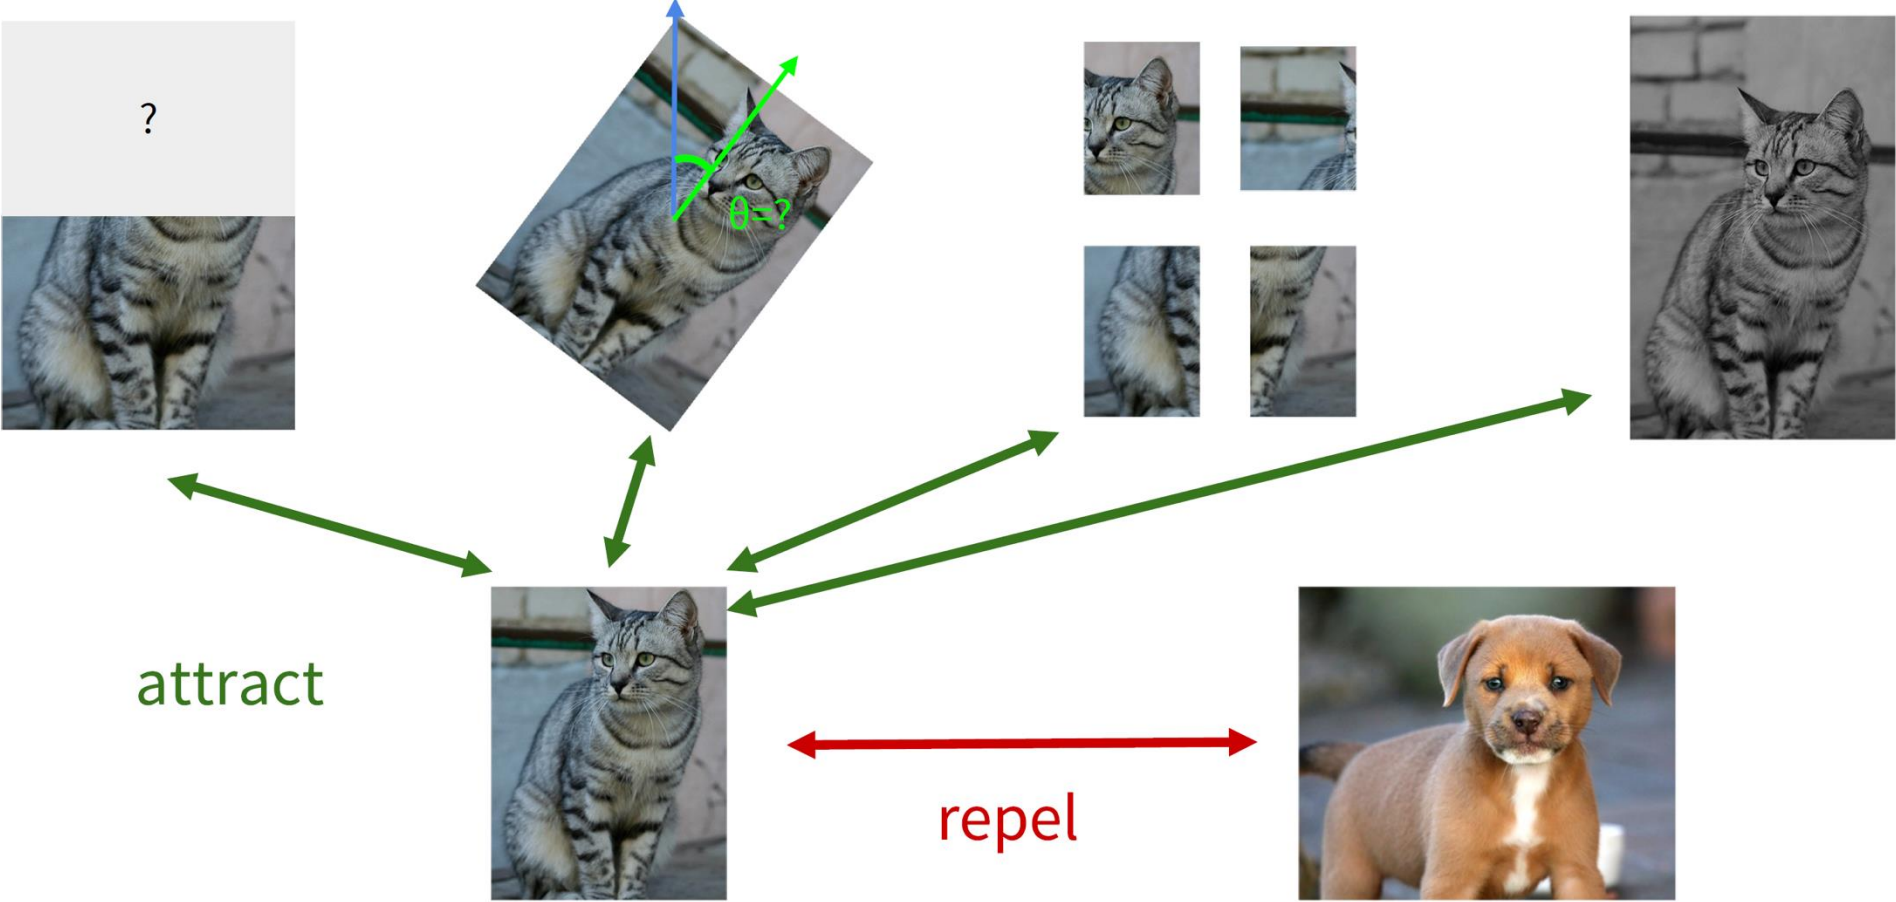 ?
θ=?
attract
repel